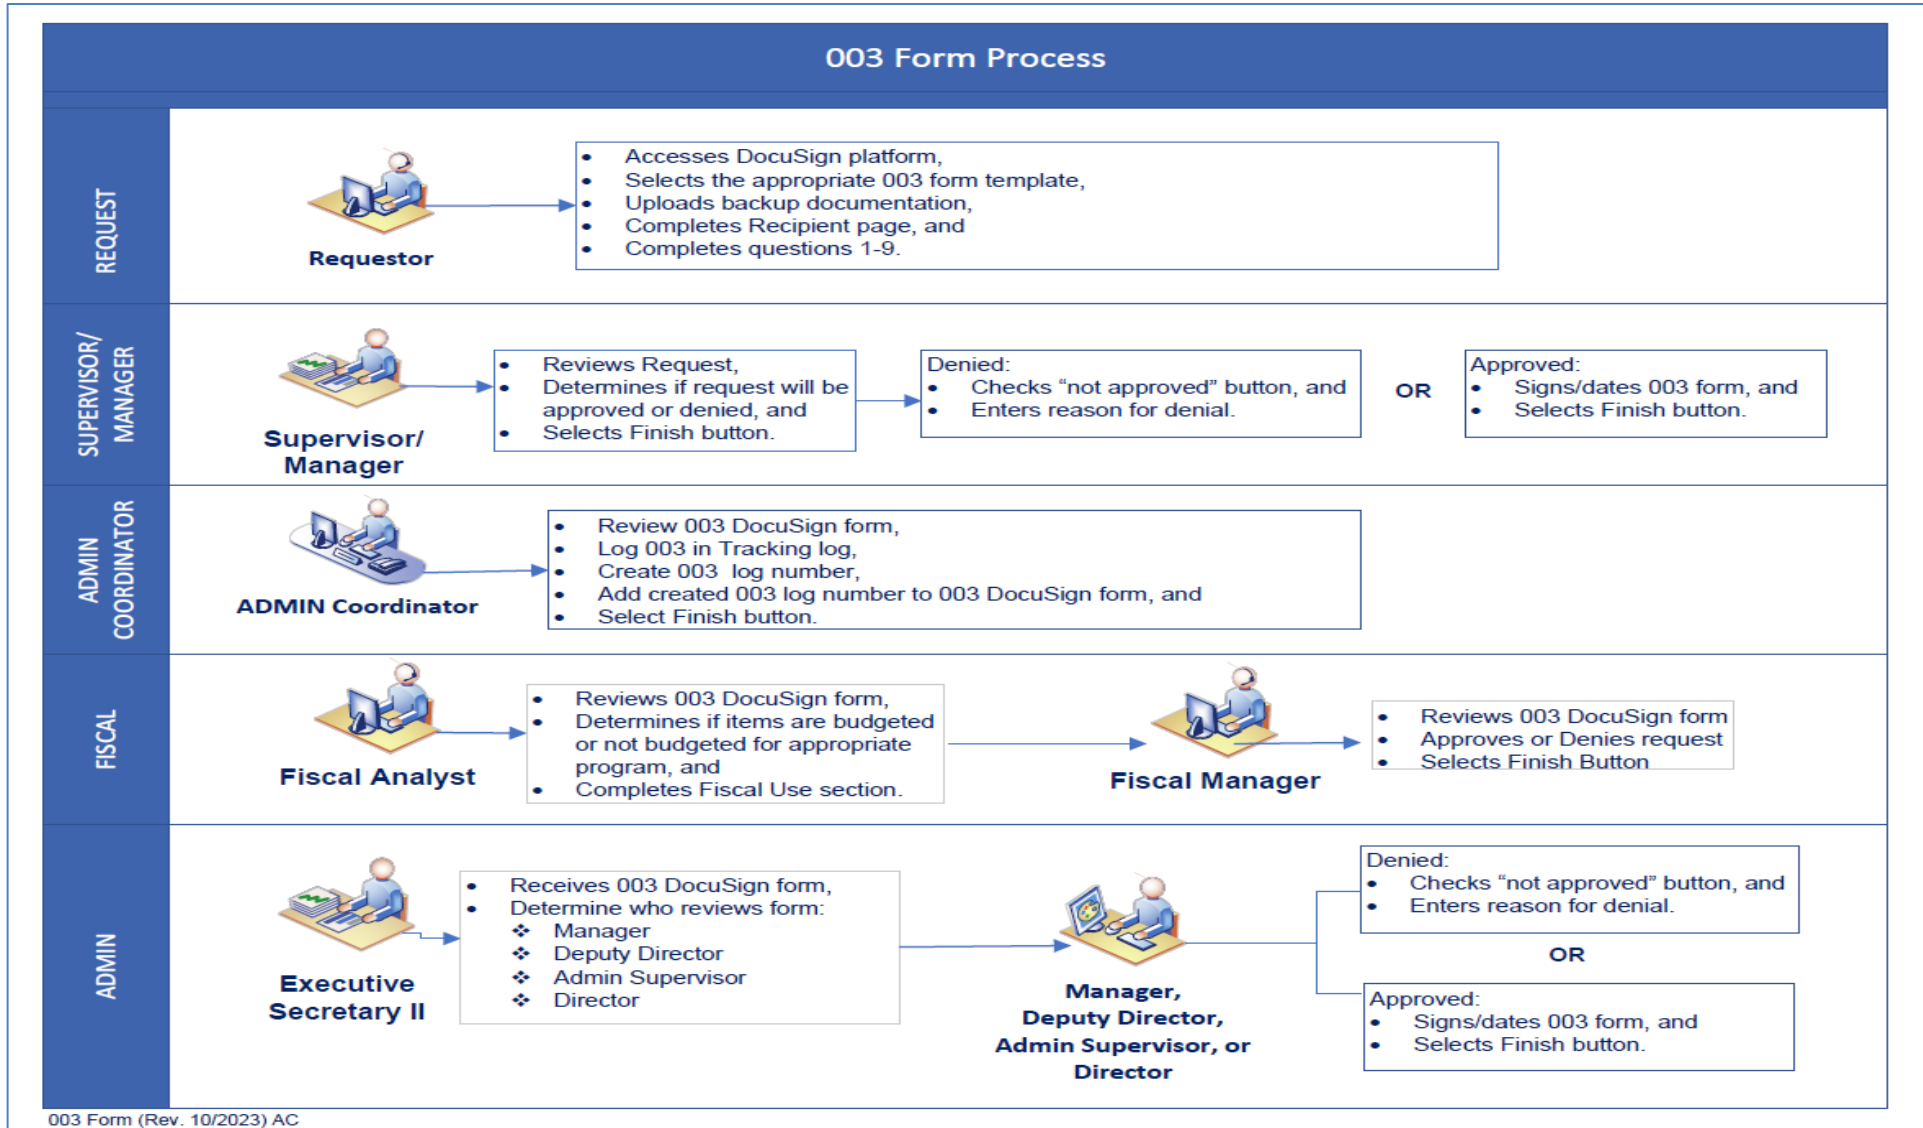 003 Form Process
REQUEST
Requestor
• Accesses DocuSign platform,
• Selects the appropriate 003 form template,
• Uploads backup documentation,
• Completes Recipient page, and
• Completes questions 1-9.
SUPERVISOR/
MANAGER
Supervisor/
Manager
• Reviews Request,
• Determines if request will be
approved or denied, and
• Selects Finish button.
Denied:
• Checks “not approved” button, and
• Enters reason for denial.
OR
Approved:
• Signs/dates 003 form, and
• Selects Finish button.
ADMIN
COORDINATOR
ADMIN Coordinator
• Review 003 DocuSign form,
• Log 003 in Tracking log,
• Create 003 log number,
• Add created 003 log number to 003 DocuSign form, and
• Select Finish button.
FISCAL
Fiscal Analyst
• Reviews 003 DocuSign form,
• Determines if items are budgeted
or not budgeted for appropriate
program, and
• Completes Fiscal Use section.
Fiscal Manager
• Reviews 003 DocuSign form
• Approves or Denies request
• Selects Finish Button
ADMIN
Executive
Secretary II
• Receives 003 DocuSign form,
• Determine who reviews form:
❖ Manager
❖ Deputy Director
❖ Admin Supervisor
❖ Director
Manager,
Deputy Director,
Admin Supervisor, or
Director
Denied:
• Checks “not approved” button, and
• Enters reason for denial.
OR
Approved:
• Signs/dates 003 form, and
• Selects Finish button.
003 Form (Rev. 10/2023) AC